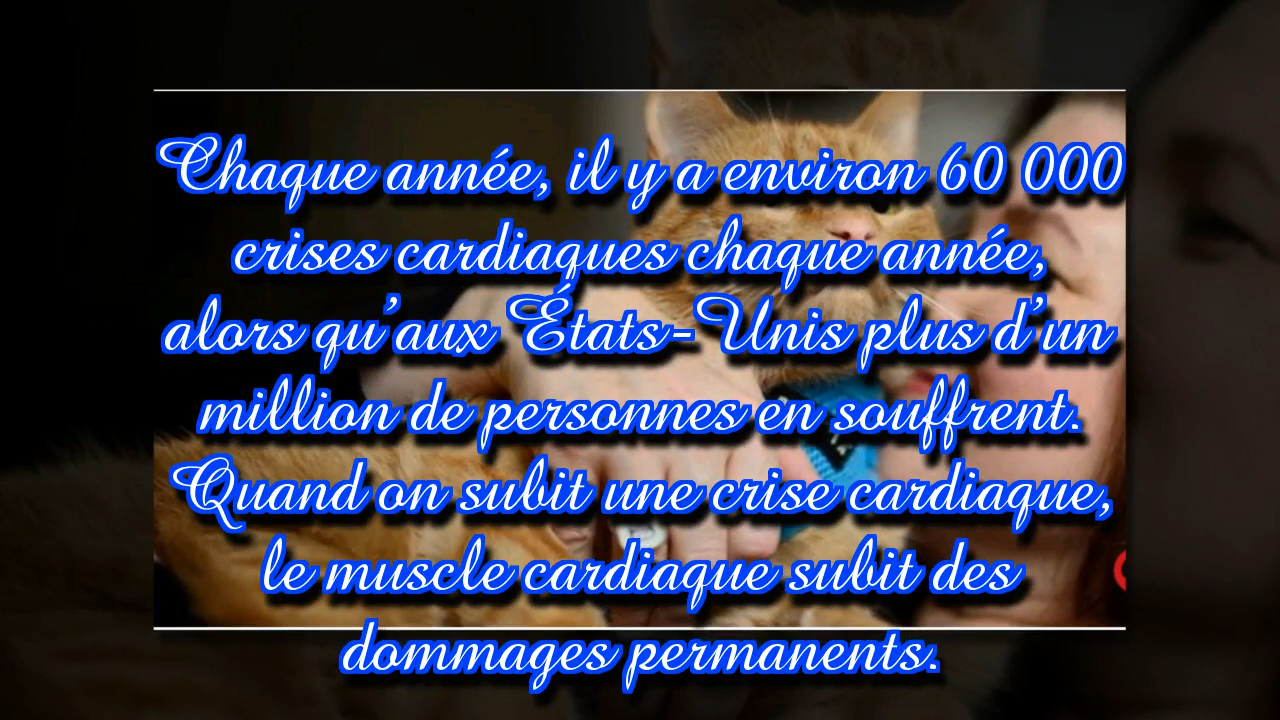 Chaque année, il y a environ 60 000
crises cardiaques chaque année,
alors qu'aux États-Unis plus d'un
million de personnes en souffrent.
Quand on subit une crise cardiaque,
le muscle cardiaque subit des
dommages permanents.